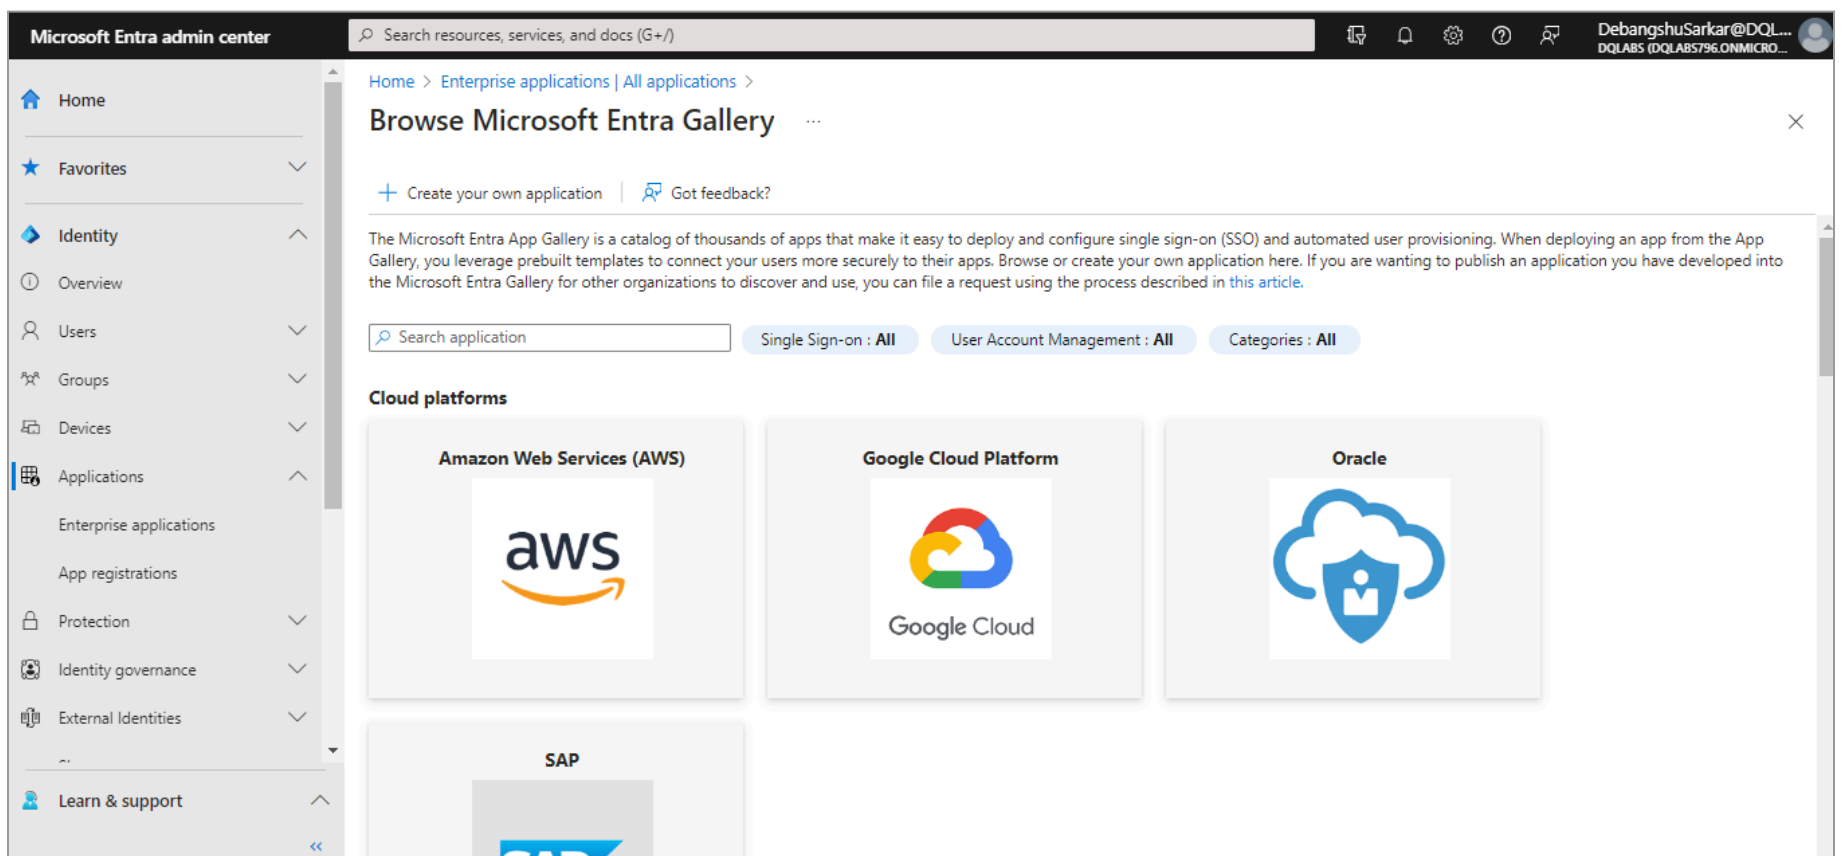 Microsoft Entra admin center
Search resources, services, and docs (G+/)
DebangshuSarkar@DQL...
DQLABS (DQLABS796.ONMICRO...
Home
Favorites
Identity
Overview
Users
Groups
Devices
Applications
Enterprise applications
App registrations
Protection
Identity governance
External Identities
Learn & support
Home > Enterprise applications | All applications >
Browse Microsoft Entra Gallery ...
Create your own application
Got feedback?
The Microsoft Entra App Gallery is a catalog of thousands of apps that make it easy to deploy and configure single sign-on (SSO) and automated user provisioning. When deploying an app from the App
Gallery, you leverage prebuilt templates to connect your users more securely to their apps. Browse or create your own application here. If you are wanting to publish an application you have developed into
the Microsoft Entra Gallery for other organizations to discover and use, you can file a request using the process described in this article.
Search application
Single Sign-on : All
User Account Management : All
Categories : All
Cloud platforms
Amazon Web Services (AWS)
aws
Google Cloud Platform
Google Cloud
Oracle
SAP
SAP